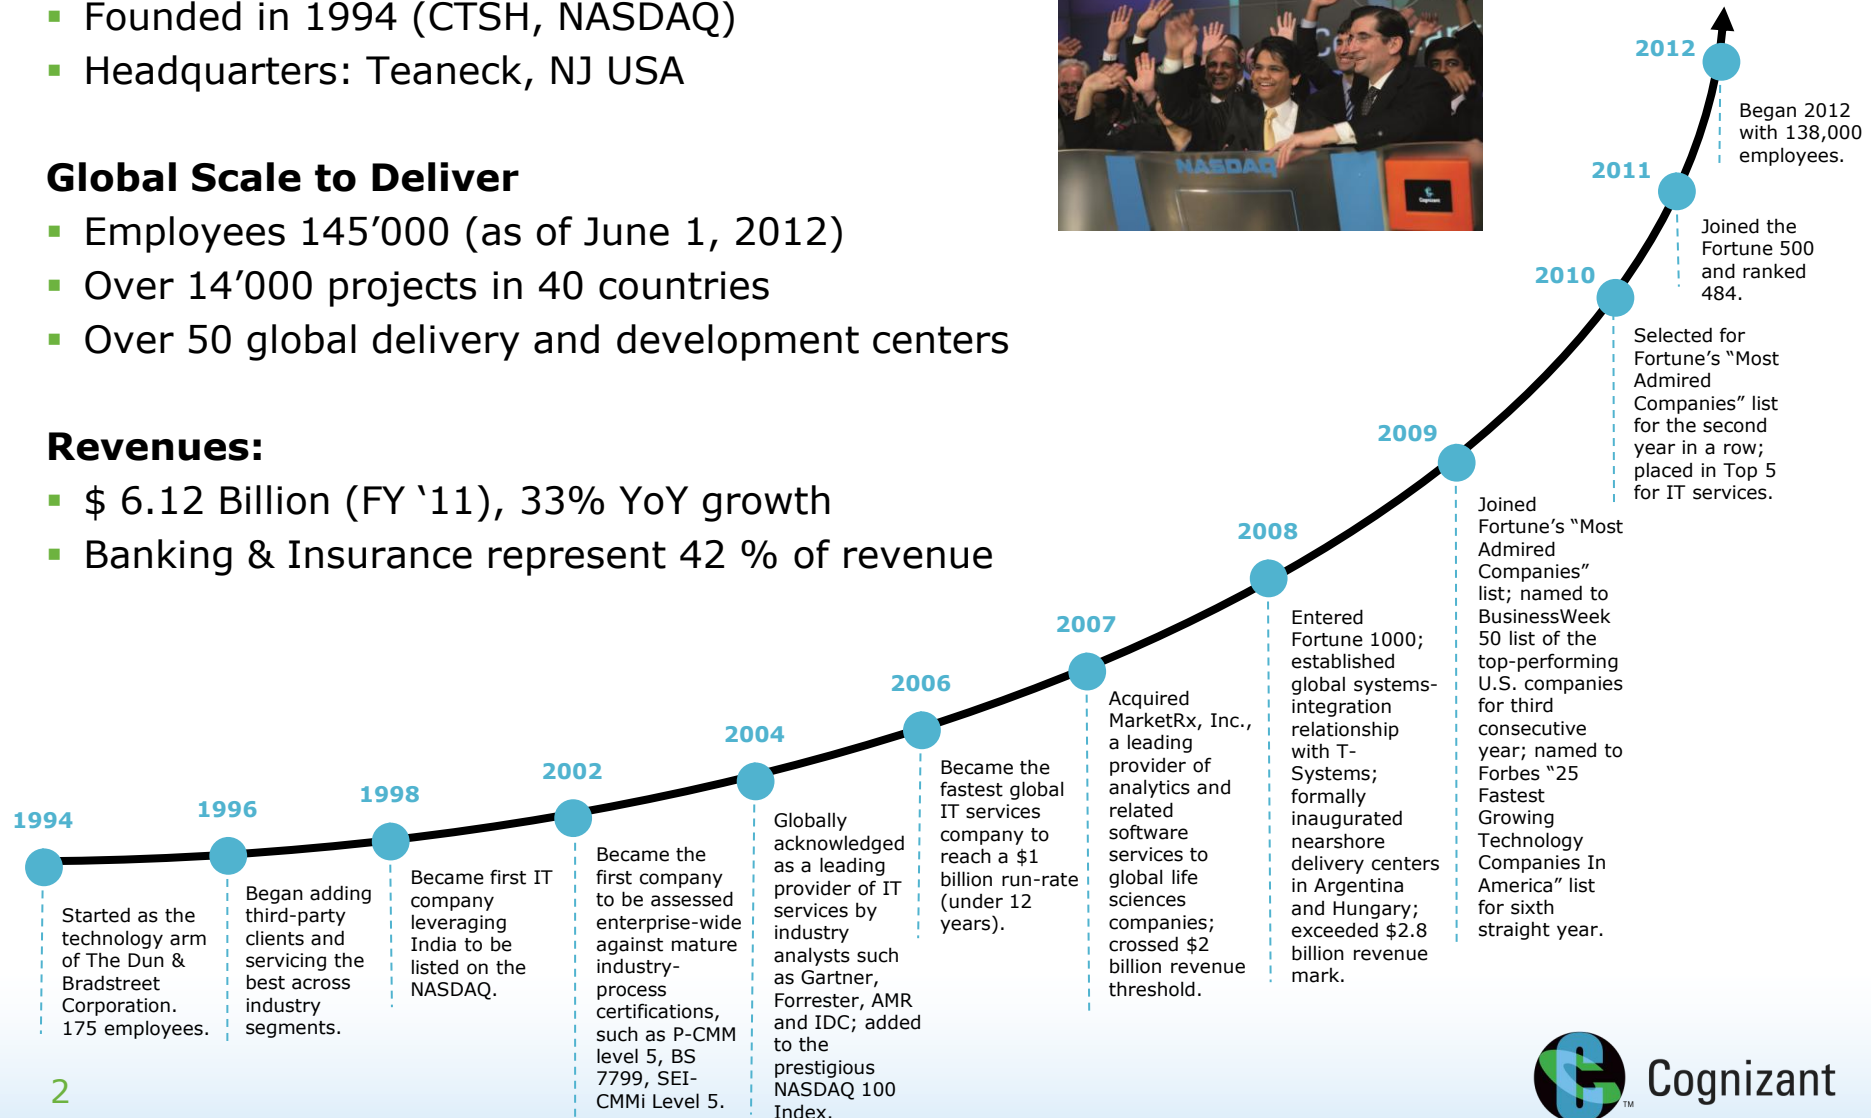 ▪ Founded in 1994 (CTSH, NASDAQ)
▪ Headquarters: Teaneck, NJ USA
Global Scale to Deliver
▪ Employees 145’000 (as of June 1, 2012)
▪ Over 14’000 projects in 40 countries
▪ Over 50 global delivery and development centers
Revenues:
▪ $ 6.12 Billion (FY ‘11), 33% YoY growth
▪ Banking & Insurance represent 42 % of revenue
NASDAQ
Cognizant
1994
Started as the
technology arm
of The Dun &
Bradstreet
Corporation.
175 employees.
1996
Began adding
third-party
clients and
servicing the
best across
industry
segments.
1998
Became first IT
company
leveraging
India to be
listed on the
NASDAQ.
2002
Became the
first company
to be assessed
enterprise-wide
against mature
industry-
process
certifications,
such as P-CMM
level 5, BS
7799, SEI-
CMMi Level 5.
2004
Globally
acknowledged
as a leading
provider of IT
services by
industry
analysts such
as Gartner,
Forrester, AMR
and IDC; added
to the
prestigious
NASDAQ 100
Index.
2006
Became the
fastest global
IT services
company to
reach a $1
billion run-rate
(under 12
years).
2007
Acquired
MarketRx, Inc.,
a leading
provider of
analytics and
related
software
services to
global life
sciences
companies;
crossed $2
billion revenue
threshold.
2008
Entered
Fortune 1000;
established
global systems-
integration
relationship
with T-
Systems;
formally
inaugurated
nearshore
delivery centers
in Argentina
and Hungary;
exceeded $2.8
billion revenue
mark.
2009
Joined
Fortune’s “Most
Admired
Companies”
list; named to
BusinessWeek
50 list of the
top-performing
U.S. companies
for third
consecutive
year; named to
Forbes “25
Fastest
Growing
Technology
Companies In
America” list
for sixth
straight year.
2010
Selected for
Fortune’s “Most
Admired
Companies” list
for the second
year in a row;
placed in Top 5
for IT services.
2011
Joined the
Fortune 500
and ranked
484.
2012
Began 2012
with 138,000
employees.
2
Cognizant
TM